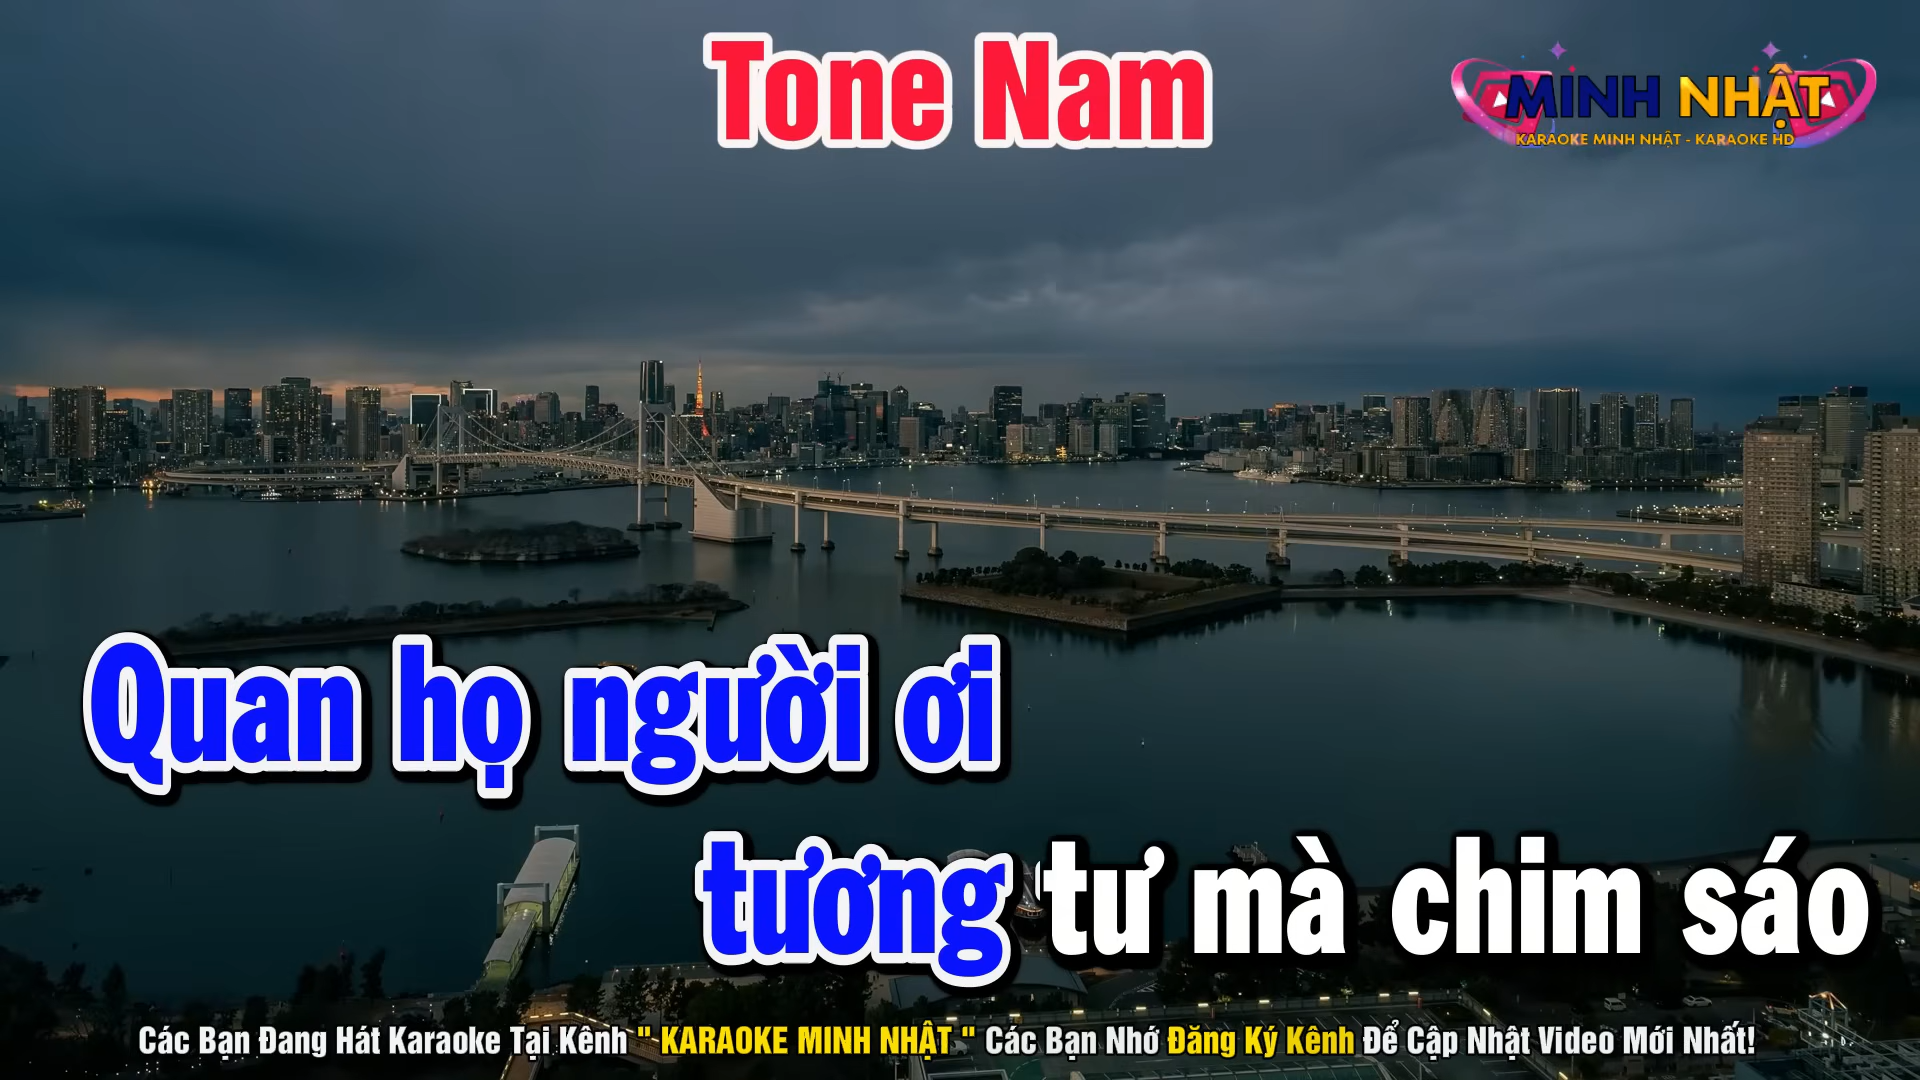 Tone Nam
MINH NHẬT
KARAOKE MINH NHẬT - KARAOKE HD
Quan họ người ơi
tương tư mà chim sáo
Các Bạn Đang Hát Karaoke Tại Kênh " KARAOKE MINH NHẬT " Các Bạn Nhớ Đăng Ký Kênh Để Cập Nhật Video Mới Nhất!